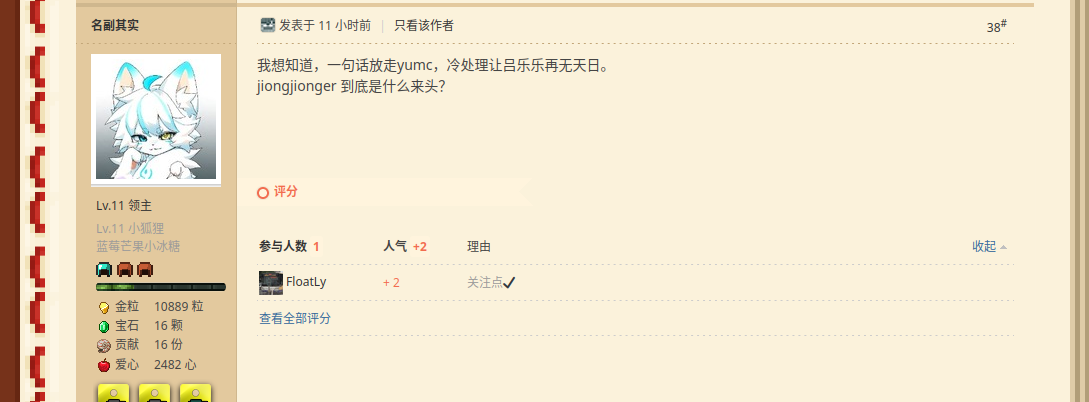 名副其实
发表于 11 小时前 | 只看该作者
38#
我想知道，一句话放走yumc，冷处理让吕乐乐再无天日。
jiongjionger 到底是什么来头？
Lv.11 领主
Lv.11 小狐狸
蓝莓芒果小冰糖
金粒 10889 粒
宝石 16 颗
贡献 16 份
爱心 2482 心
评分
参与人数 1 人气 +2 理由 收起
FloatLy + 2 关注点✔
查看全部评分